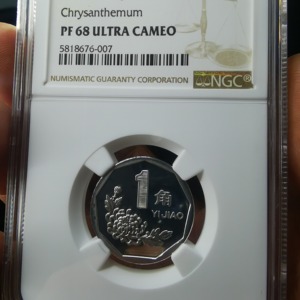 Chrysanthemum
PF 68 ULTRA CAMEO
5818676-007
NUMISMATIC GUARANTY CORPORATION
NGC®
1
角
YI JIAO